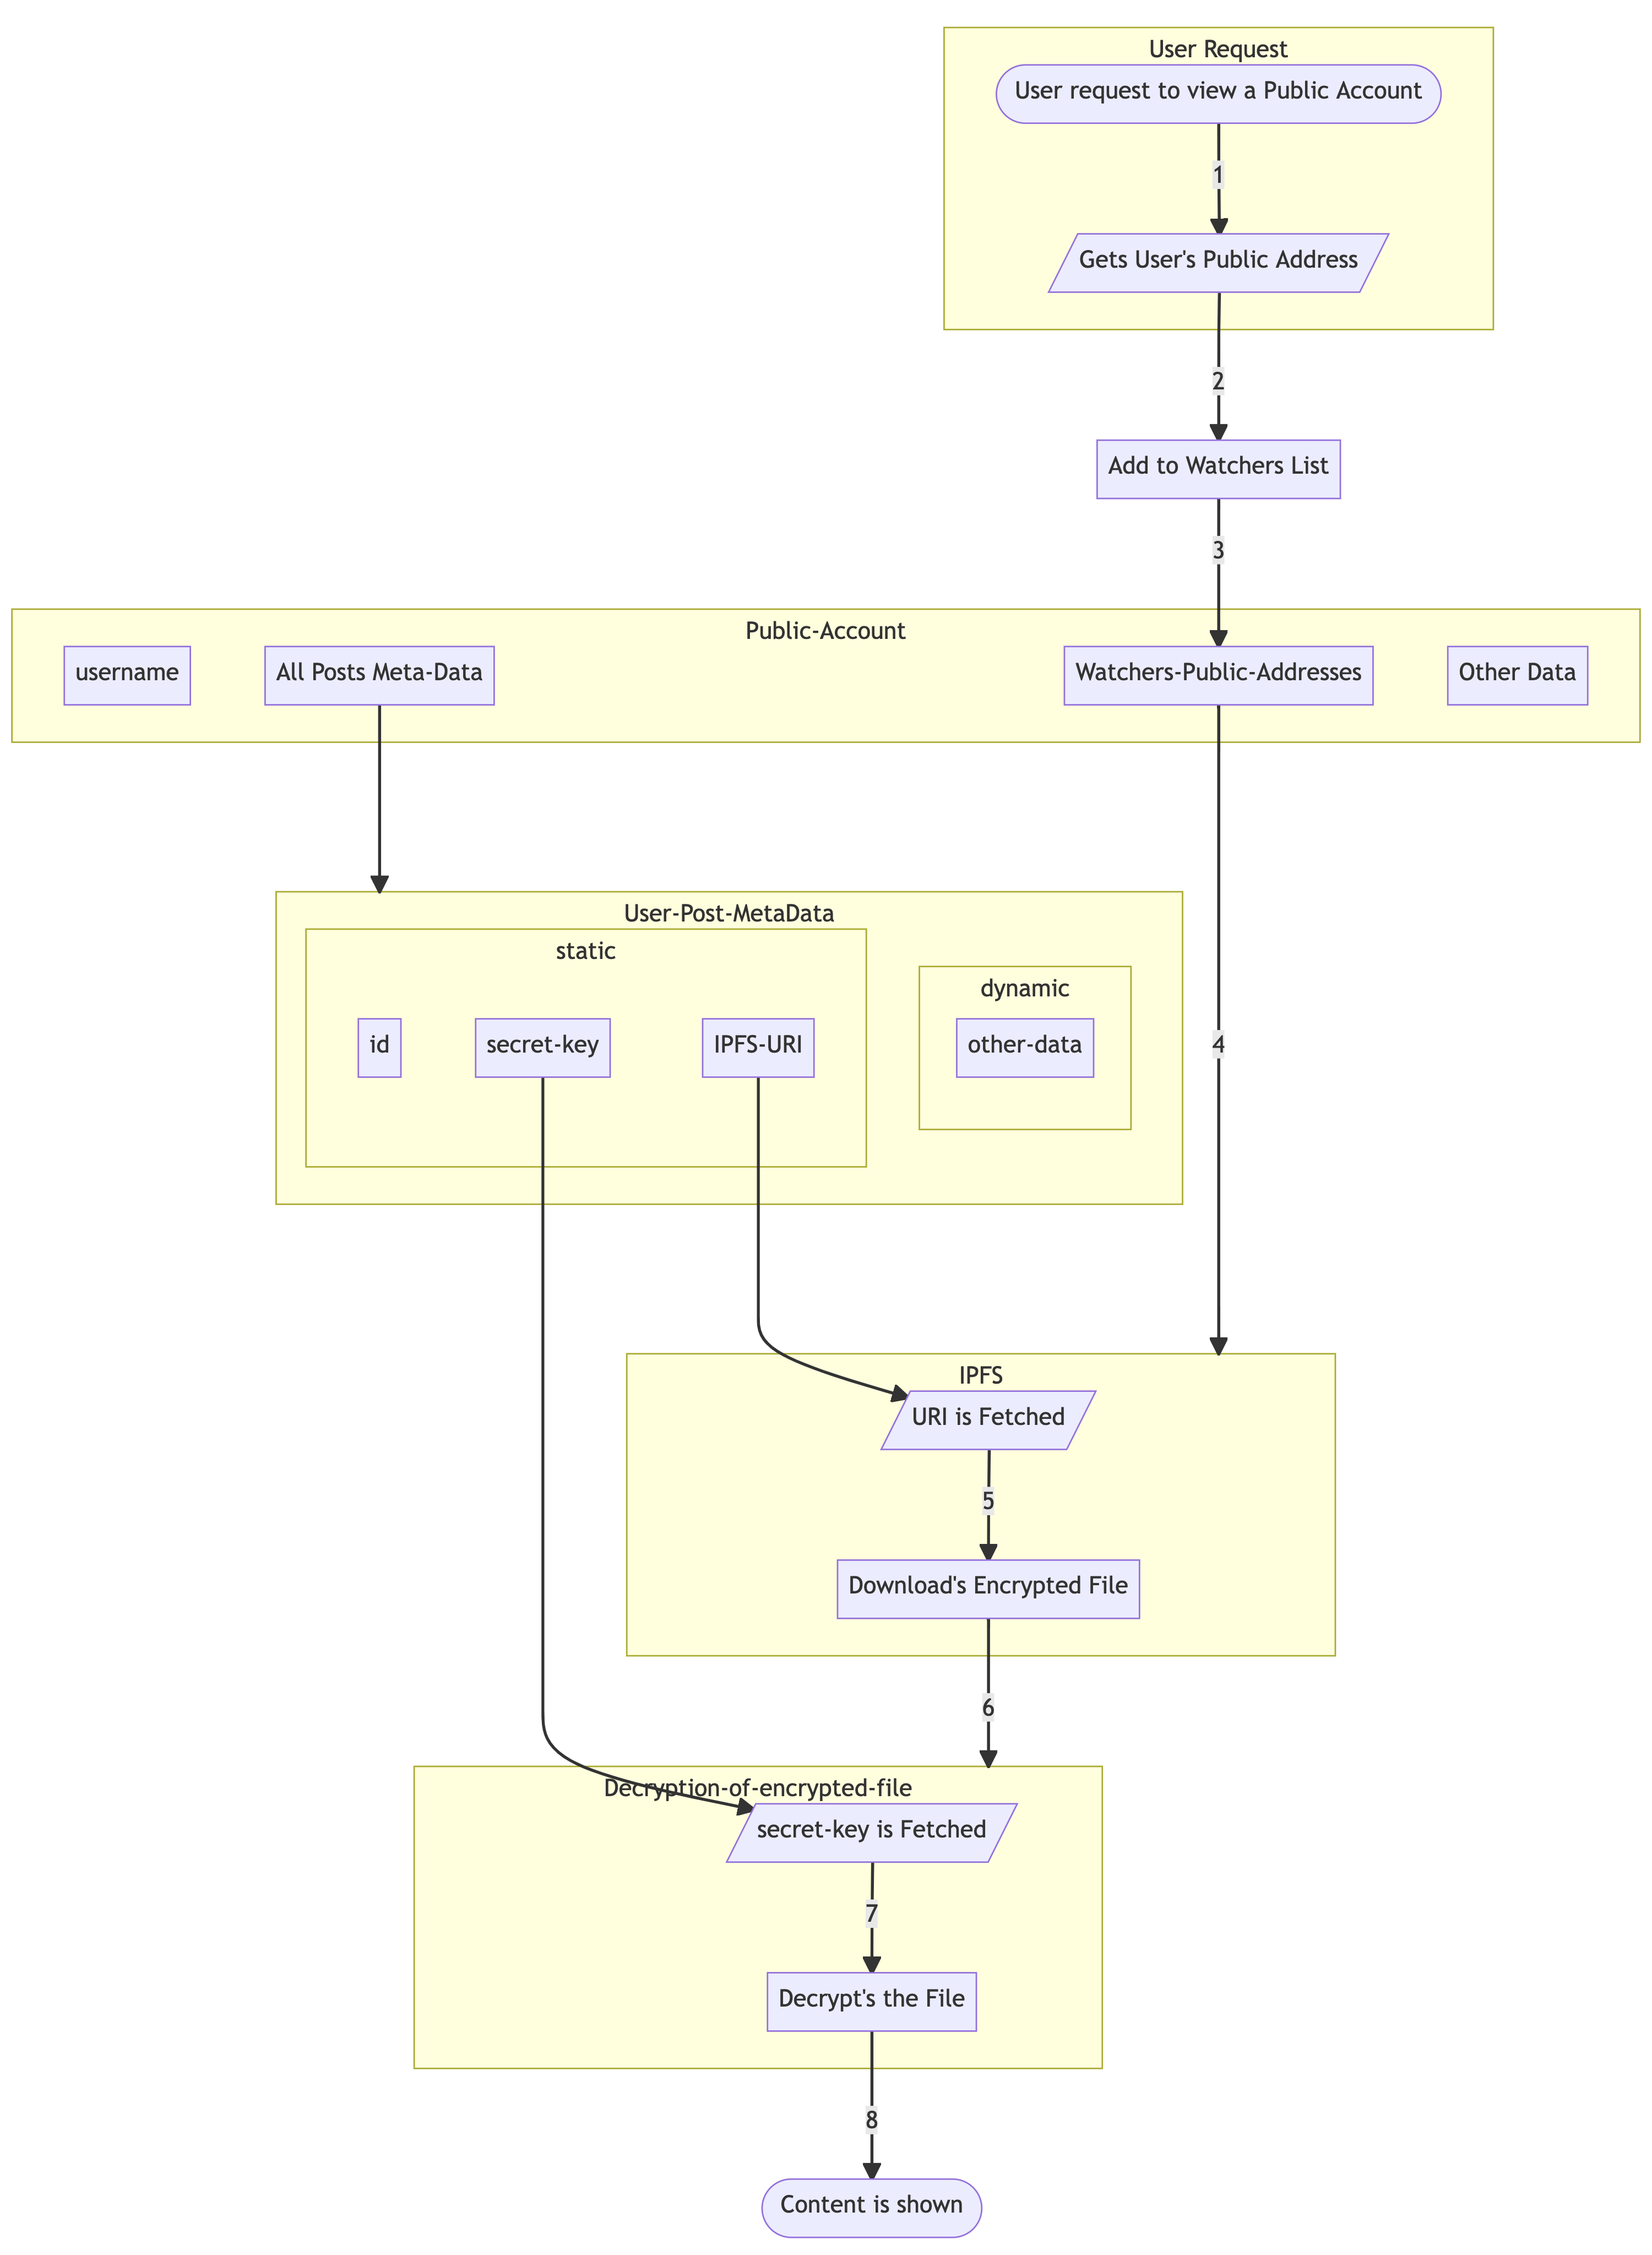 User Request
User request to view a Public Account
1
Gets User's Public Address
2
Add to Watchers List
3
Public-Account
username
All Posts Meta-Data
Watchers-Public-Addresses
Other Data
User-Post-MetaData
static
dynamic
id
secret-key
IPFS-URI
other-data
4
IPFS
URI is Fetched
5
Download's Encrypted File
6
Decryption-of-encrypted-file
secret-key is Fetched
7
Decrypt's the File
8
Content is shown